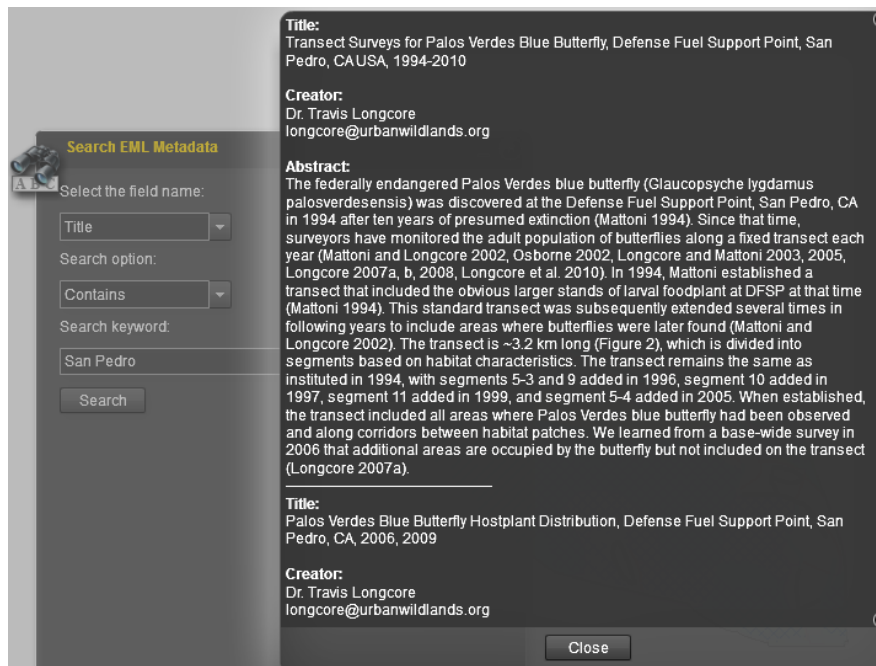 Search EML Metadata
A B C
Select the field name:
Title
Search option:
Contains
Search keyword:
San Pedro
Search
Title:
Transect Surveys for Palos Verdes Blue Butterfly, Defense Fuel Support Point, San
Pedro, CA USA, 1994-2010
Creator:
Dr. Travis Longcore
longcore@urbanwildlands.org
Abstract:
The federally endangered Palos Verdes blue butterfly (Glaucopsyche lygdamus
palosverdesensis) was discovered at the Defense Fuel Support Point, San Pedro, CA
in 1994 after ten years of presumed extinction (Mattoni 1994). Since that time,
surveyors have monitored the adult population of butterflies along a fixed transect each
year (Mattoni and Longcore 2002, Osborne 2002, Longcore and Mattoni 2003, 2005,
Longcore 2007a, b, 2008, Longcore et al. 2010). In 1994, Mattoni established a
transect that included the obvious larger stands of larval foodplant at DFSP at that time
(Mattoni 1994). This standard transect was subsequently extended several times in
following years to include areas where butterflies were later found (Mattoni and
Longcore 2002). The transect is ~3.2 km long (Figure 2), which is divided into
segments based on habitat characteristics. The transect remains the same as
instituted in 1994, with segments 5-3 and 9 added in 1996, segment 10 added in
1997, segment 11 added in 1999, and segment 5-4 added in 2005. When established,
the transect included all areas where Palos Verdes blue butterfly had been observed
and along corridors between habitat patches. We learned from a base-wide survey in
2006 that additional areas are occupied by the butterfly but not included on the transect
(Longcore 2007a).
Title:
Palos Verdes Blue Butterfly Hostplant Distribution, Defense Fuel Support Point, San
Pedro, CA, 2006, 2009
Creator:
Dr. Travis Longcore
longcore@urbanwildlands.org
Close